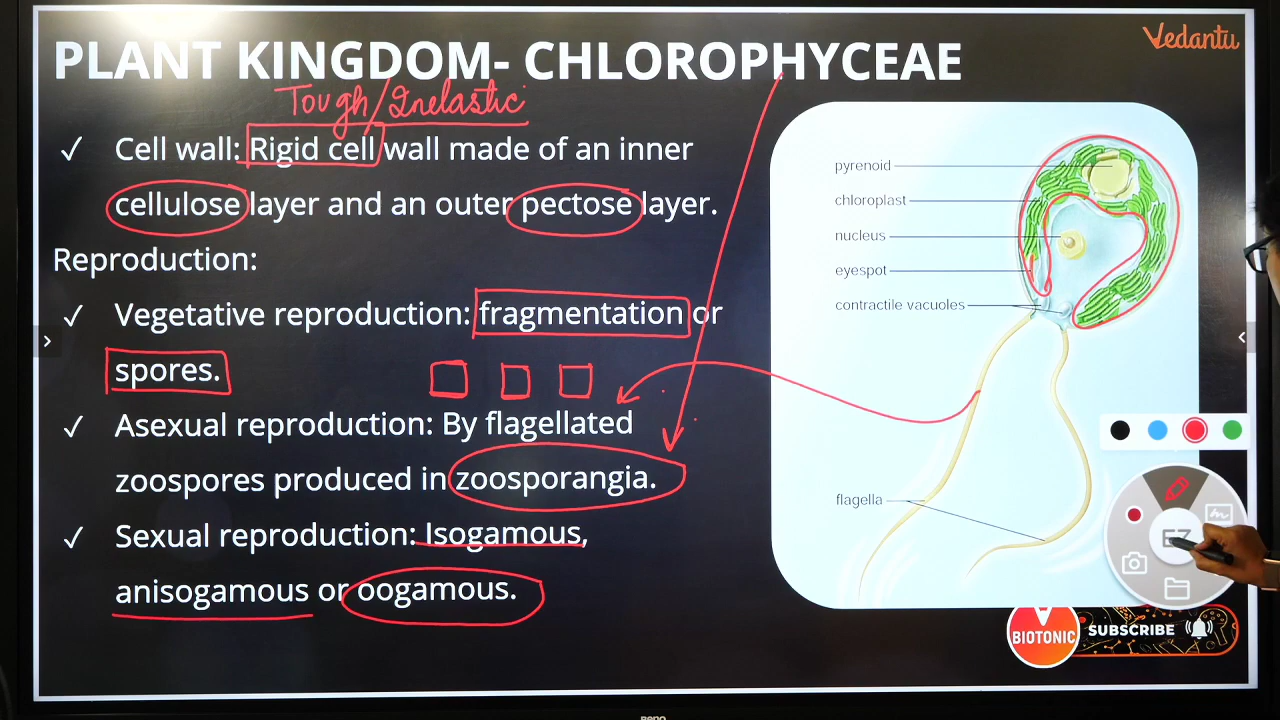 Vedantu
PLANT KINGDOM- CHLOROPHYCEAE
Tough/Inelastic
✓ Cell wall: Rigid cell wall made of an inner
cellulose layer and an outer pectose layer.
Reproduction:
✓ Vegetative reproduction: fragmentation or
spores.
✓ Asexual reproduction: By flagellated
zoospores produced in zoosporangia.
✓ Sexual reproduction: Isogamous,
anisogamous or oogamous.
pyrenoid
chloroplast
nucleus
eyespot
contractile vacuoles
flagella
EZ
BIOTONIC
SUBSCRIBE
BenQ